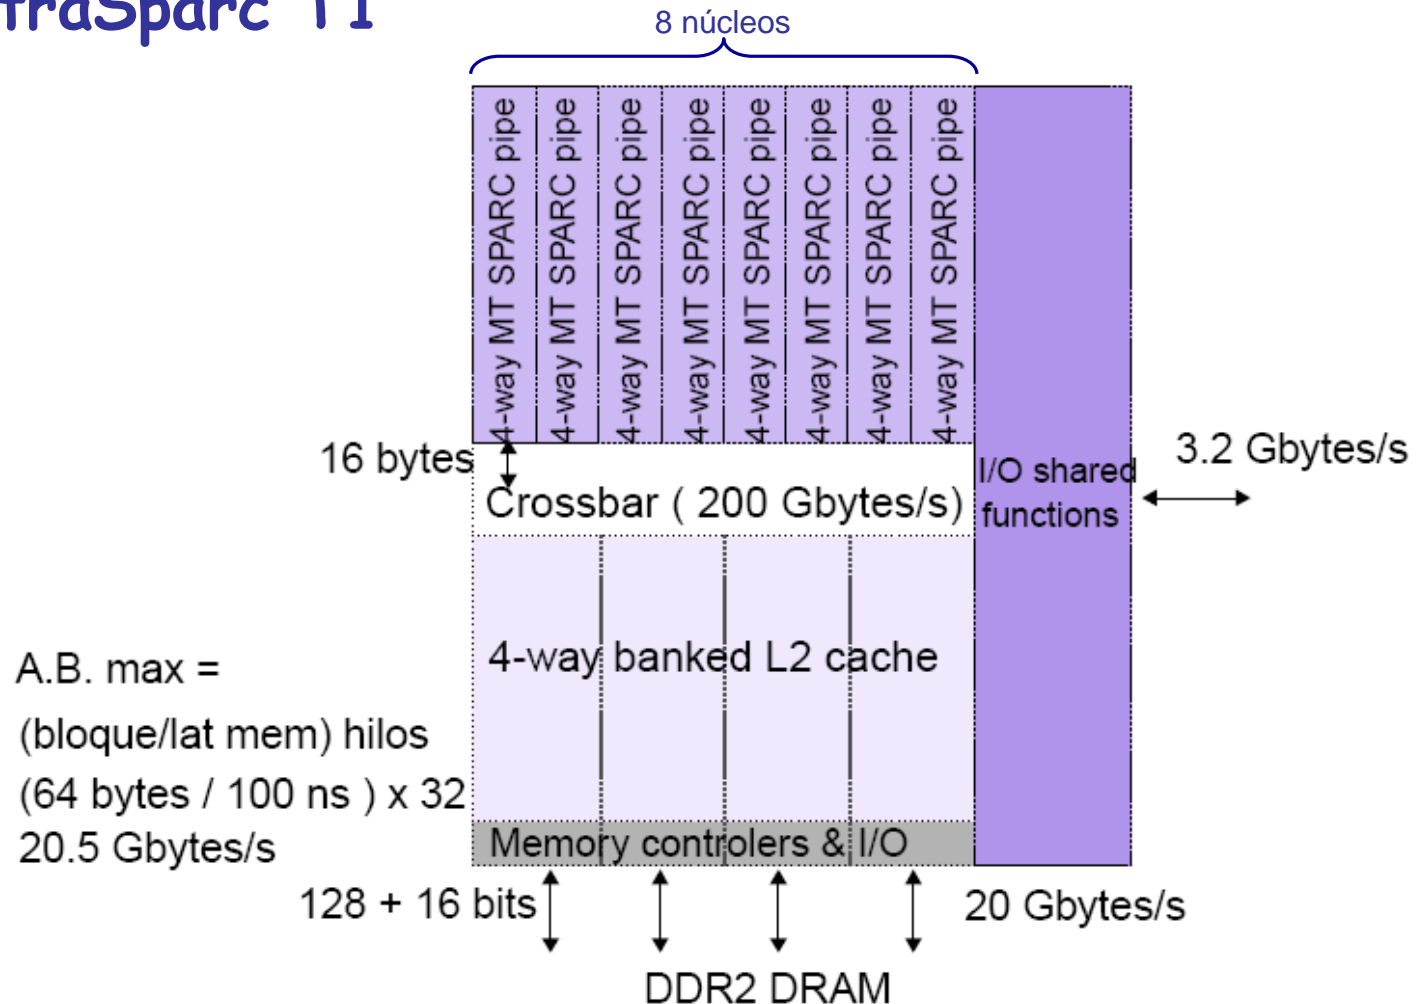 traSparc T1
8 núcleos
4-way MT SPARC pipe
4-way MT SPARC pipe
4-way MT SPARC pipe
4-way MT SPARC pipe
4-way MT SPARC pipe
4-way MT SPARC pipe
4-way MT SPARC pipe
4-way MT SPARC pipe
16 bytes
3.2 Gbytes/s
I/O shared
functions
Crossbar ( 200 Gbytes/s)
4-way banked L2 cache
A.B. max =
(bloque/lat mem) hilos
(64 bytes / 100 ns ) x 32
20.5 Gbytes/s
Memory controlers & I/O
128 + 16 bits
20 Gbytes/s
DDR2 DRAM